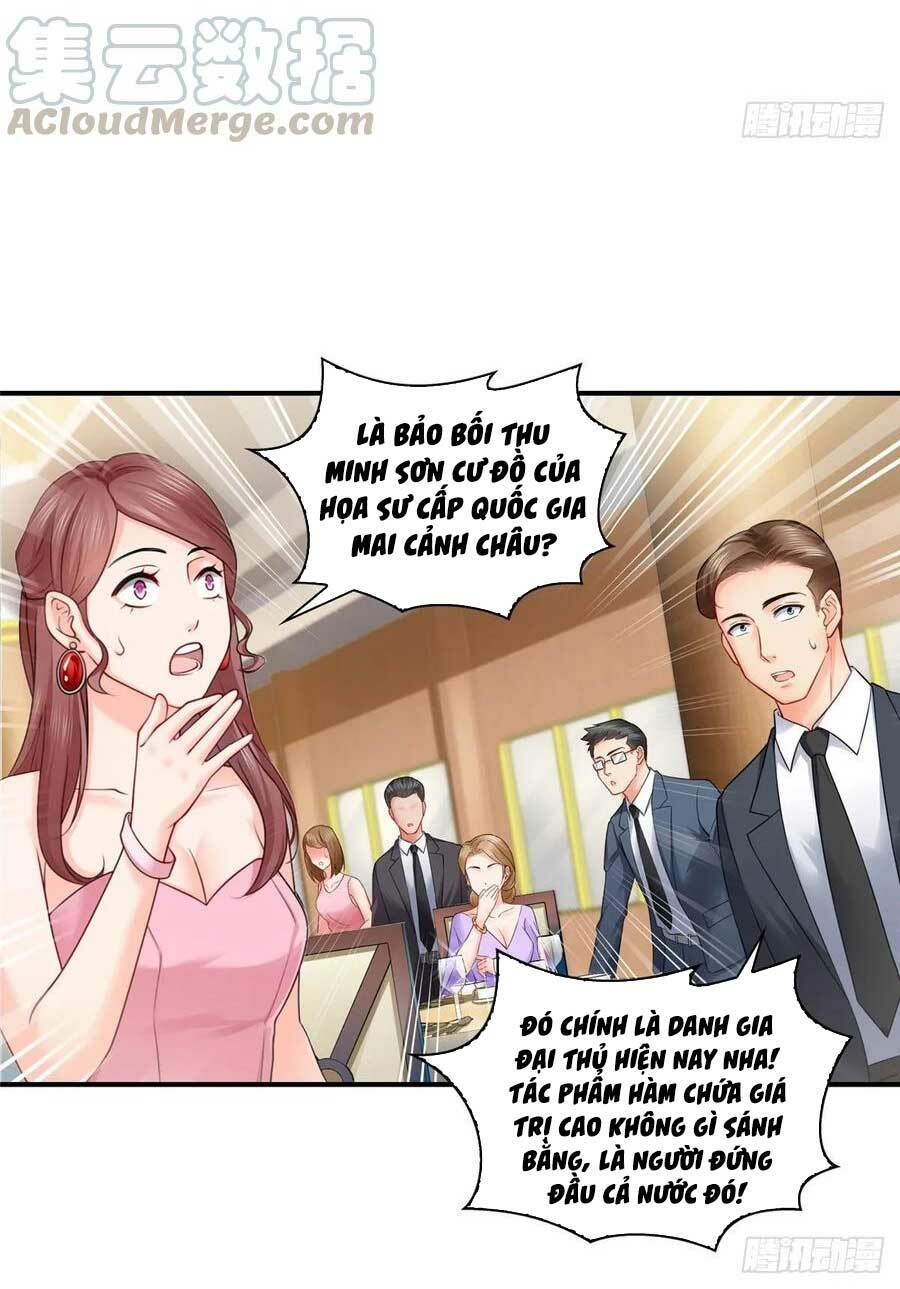 集云数据
ACloudMerge.com
腾讯动漫
LÀ BẢO BỐI THU
MINH SƠN CƯ ĐỒ CỦA
HỌA SƯ CẤP QUỐC GIA
MAI CẢNH CHÂU?
ĐÓ CHÍNH LÀ DANH GIA
ĐẠI THỦ HIỆN NAY NHA!
TÁC PHẨM HÀM CHỨA GIÁ
TRỊ CAO KHÔNG GÌ SÁNH
BẰNG, LÀ NGƯỜI ĐỨNG
ĐẦU CẢ NƯỚC ĐÓ!
腾讯动漫